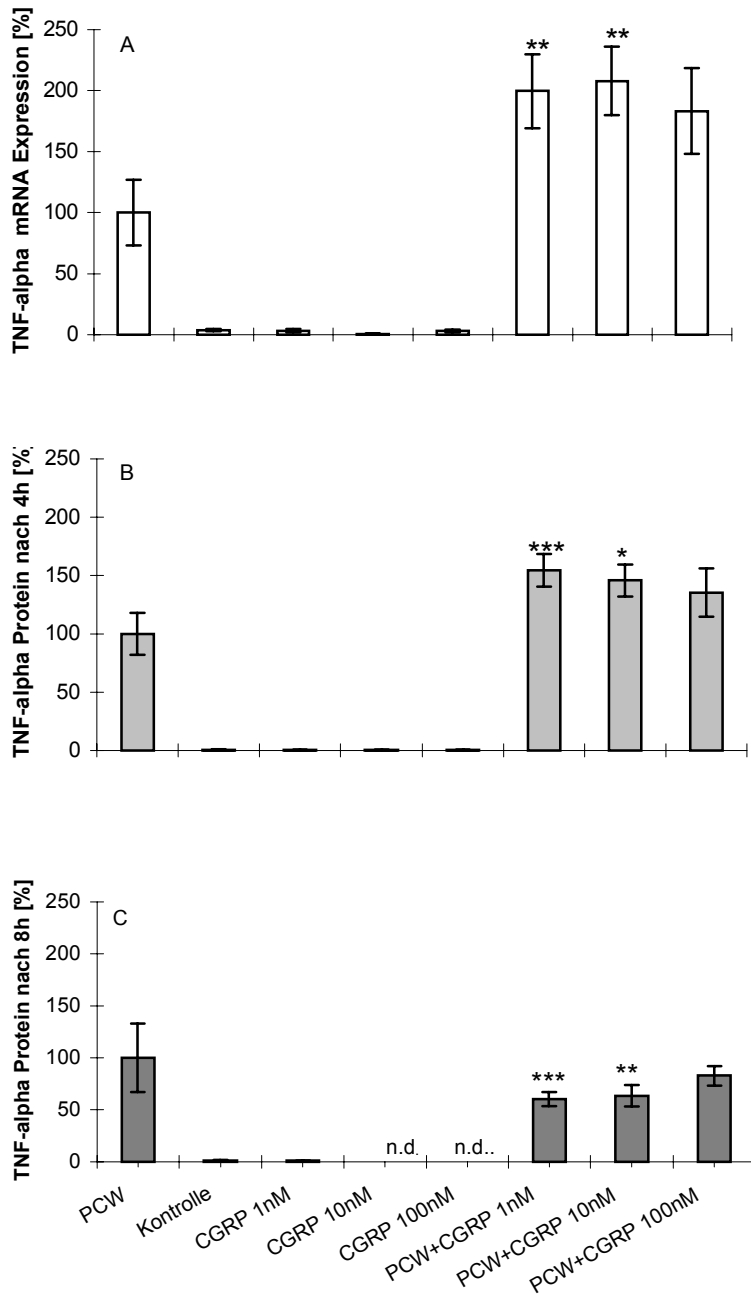 TNF-alpha mRNA Expression [%]
250
200
150
100
50
0
A
**
**
TNF-alpha Protein nach 4h [%]
250
200
150
100
50
0
B
***
*
TNF-alpha Protein nach 8h [%]
250
200
150
100
50
0
C
n.d.
n.d..
***
**
PCW
Kontrolle
CGRP 1nM
CGRP 10nM
CGRP 100nM
PCW+CGRP 1nM
PCW+CGRP 10nM
PCW+CGRP 100nM